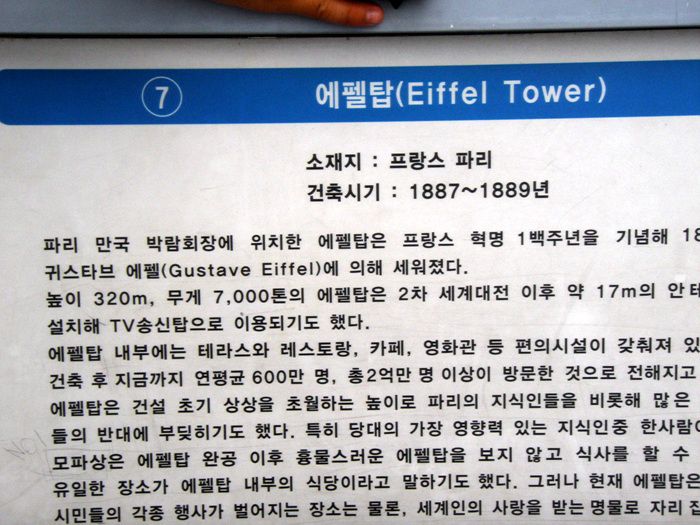 7 에펠탑(Eiffel Tower)
소재지 : 프랑스 파리
건축시기 : 1887~1889년
파리 만국 박람회장에 위치한 에펠탑은 프랑스 혁명 1백주년을 기념해 18
귀스타브 에펠(Gustave Eiffel)에 의해 세워졌다.
높이 320m, 무게 7,000톤의 에펠탑은 2차 세계대전 이후 약 17m의 안테
설치해 TV송신탑으로 이용되기도 했다.
에펠탑 내부에는 테라스와 레스토랑, 카페, 영화관 등 편의시설이 갖춰져 있
건축 후 지금까지 연평균 600만 명, 총2억만 명 이상이 방문한 것으로 전해지고
에펠탑은 건설 초기 상상을 초월하는 높이로 파리의 지식인들을 비롯해 많은
들의 반대에 부딪히기도 했다. 특히 당대의 가장 영향력 있는 지식인중 한사람이
모파상은 에펠탑 완공 이후 흉물스러운 에펠탑을 보지 않고 식사를 할 수
유일한 장소가 에펠탑 내부의 식당이라고 말하기도 했다. 그러나 현재 에펠탑은
시민들의 각종 행사가 벌어지는 장소는 물론, 세계인의 사랑을 받는 명물로 자리